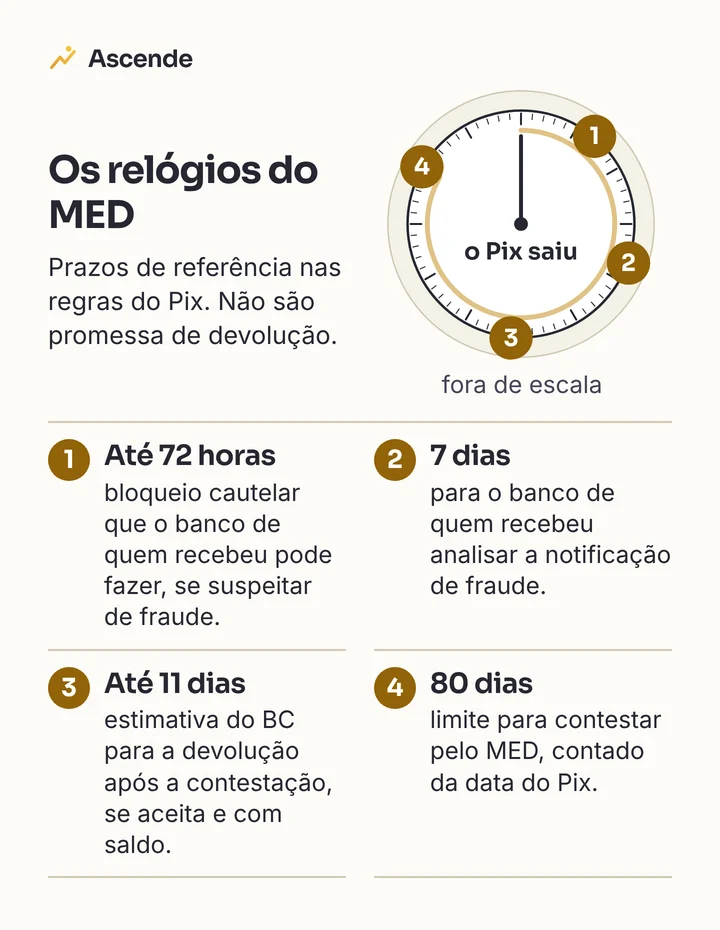 Ascende
Os relógios do
MED
Prazos de referência nas
regras do Pix. Não são
promessa de devolução.
1
2
3
4
o Pix saiu
fora de escala
1
Até 72 horas
bloqueio cautelar
que o banco de
quem recebeu pode
fazer, se suspeitar
de fraude.
2
7 dias
para o banco de
quem recebeu
analisar a notificação
de fraude.
3
Até 11 dias
estimativa do BC
para a devolução
após a contestação,
se aceita e com
saldo.
4
80 dias
limite para contestar
pelo MED, contado
da data do Pix.